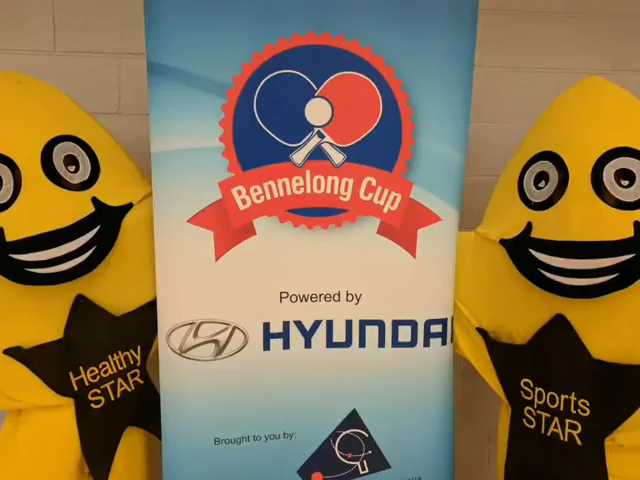 Bennelong Cup
Powered by
HYUNDAI
Healthy
STAR
Sports
STAR
Brought to you by: